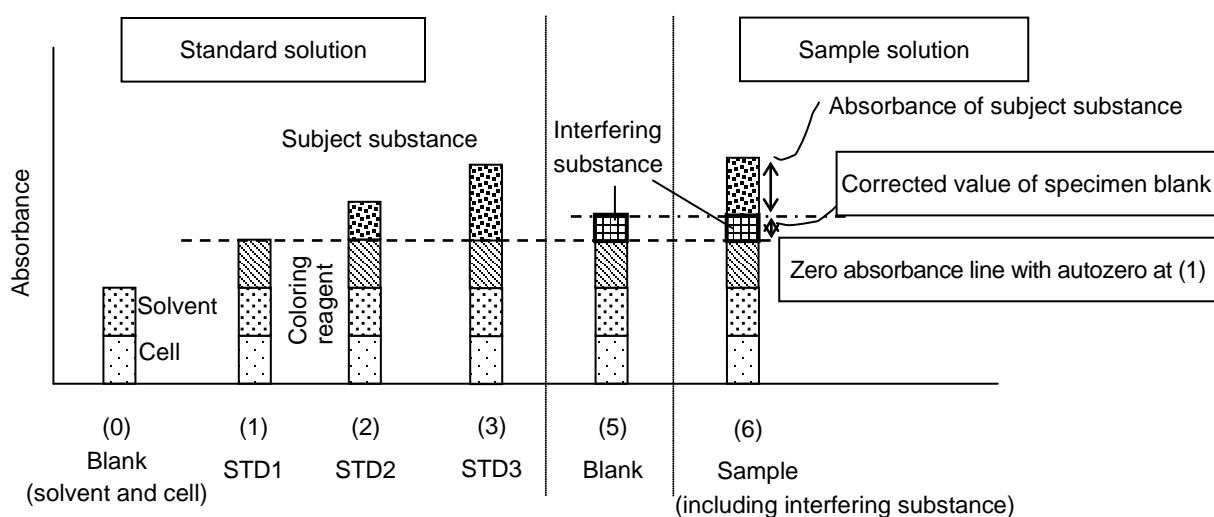 Standard solution
Sample solution
Absorbance of subject substance
Subject substance
Interfering
substance
Corrected value of specimen blank
Zero absorbance line with autozero at (1)
Absorbance
Solvent
Cell
Coloring
reagent
(0)
Blank
(solvent and cell)
(1)
STD1
(2)
STD2
(3)
STD3
(5)
Blank
(6)
Sample
(including interfering substance)